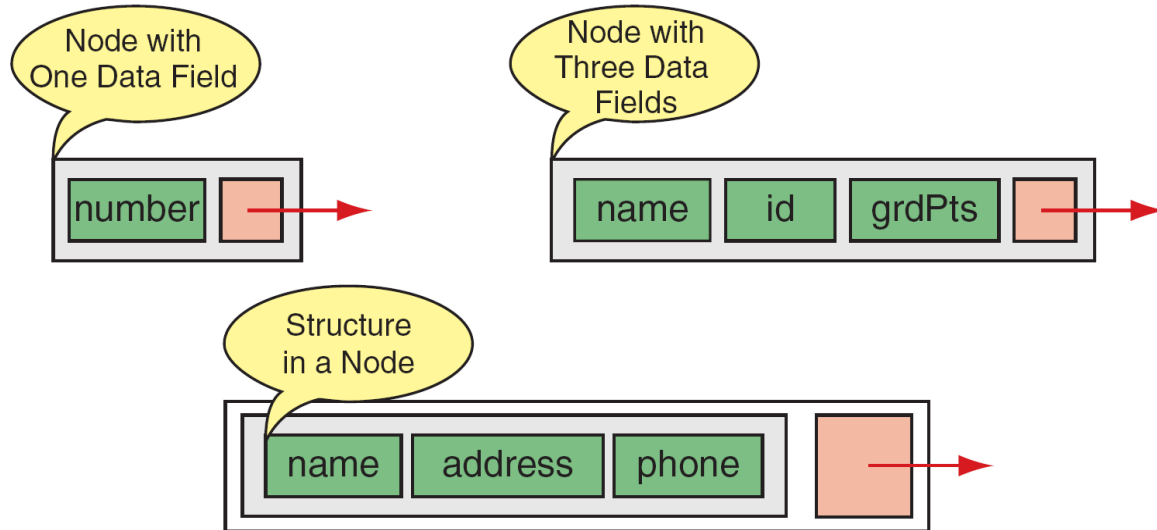 Node with
One Data Field
Node with
Three Data
Fields
number
name id grdPts
Structure
in a Node
name address phone